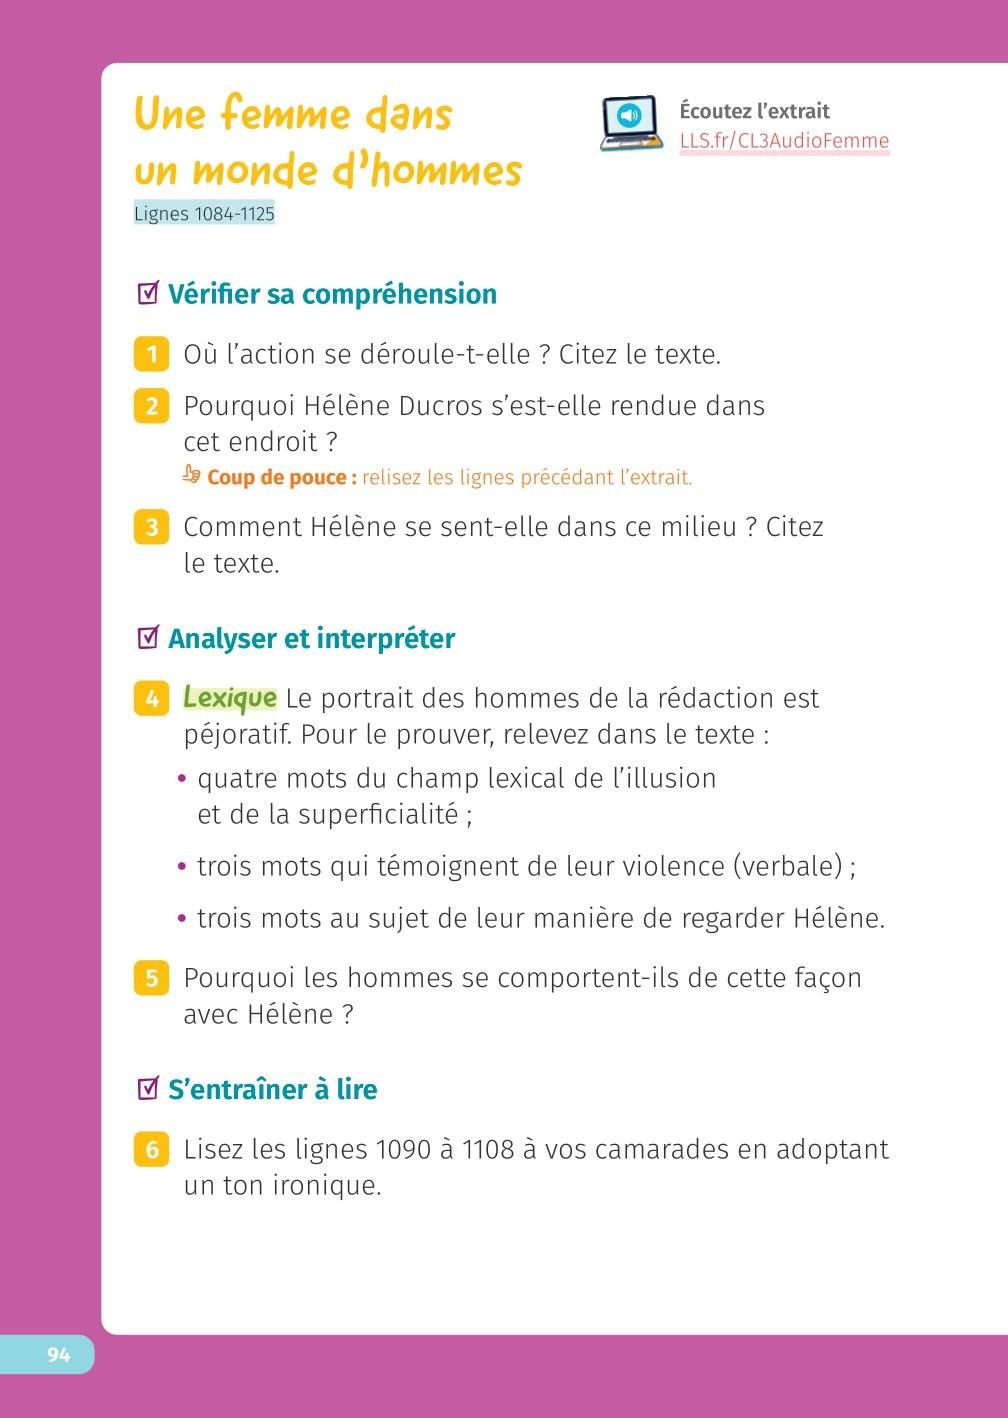 Une femme dans
un monde d'hommes
Lignes 1084-1125
Écoutez l'extrait
LLS.fr/CL3AudioFemme
Vérifier sa compréhension
1 Où l'action se déroule-t-elle ? Citez le texte.
2 Pourquoi Hélène Ducros s'est-elle rendue dans
cet endroit ?
Coup de pouce : relisez les lignes précédant l'extrait.
3 Comment Hélène se sent-elle dans ce milieu ? Citez
le texte.
Analyser et interpréter
4 Lexique Le portrait des hommes de la rédaction est
péjoratif. Pour le prouver, relevez dans le texte :
• quatre mots du champ lexical de l'illusion
et de la superficialité ;
• trois mots qui témoignent de leur violence (verbale) ;
• trois mots au sujet de leur manière de regarder Hélène.
5 Pourquoi les hommes se comportent-ils de cette façon
avec Hélène ?
S'entraîner à lire
6 Lisez les lignes 1090 à 1108 à vos camarades en adoptant
un ton ironique.
94